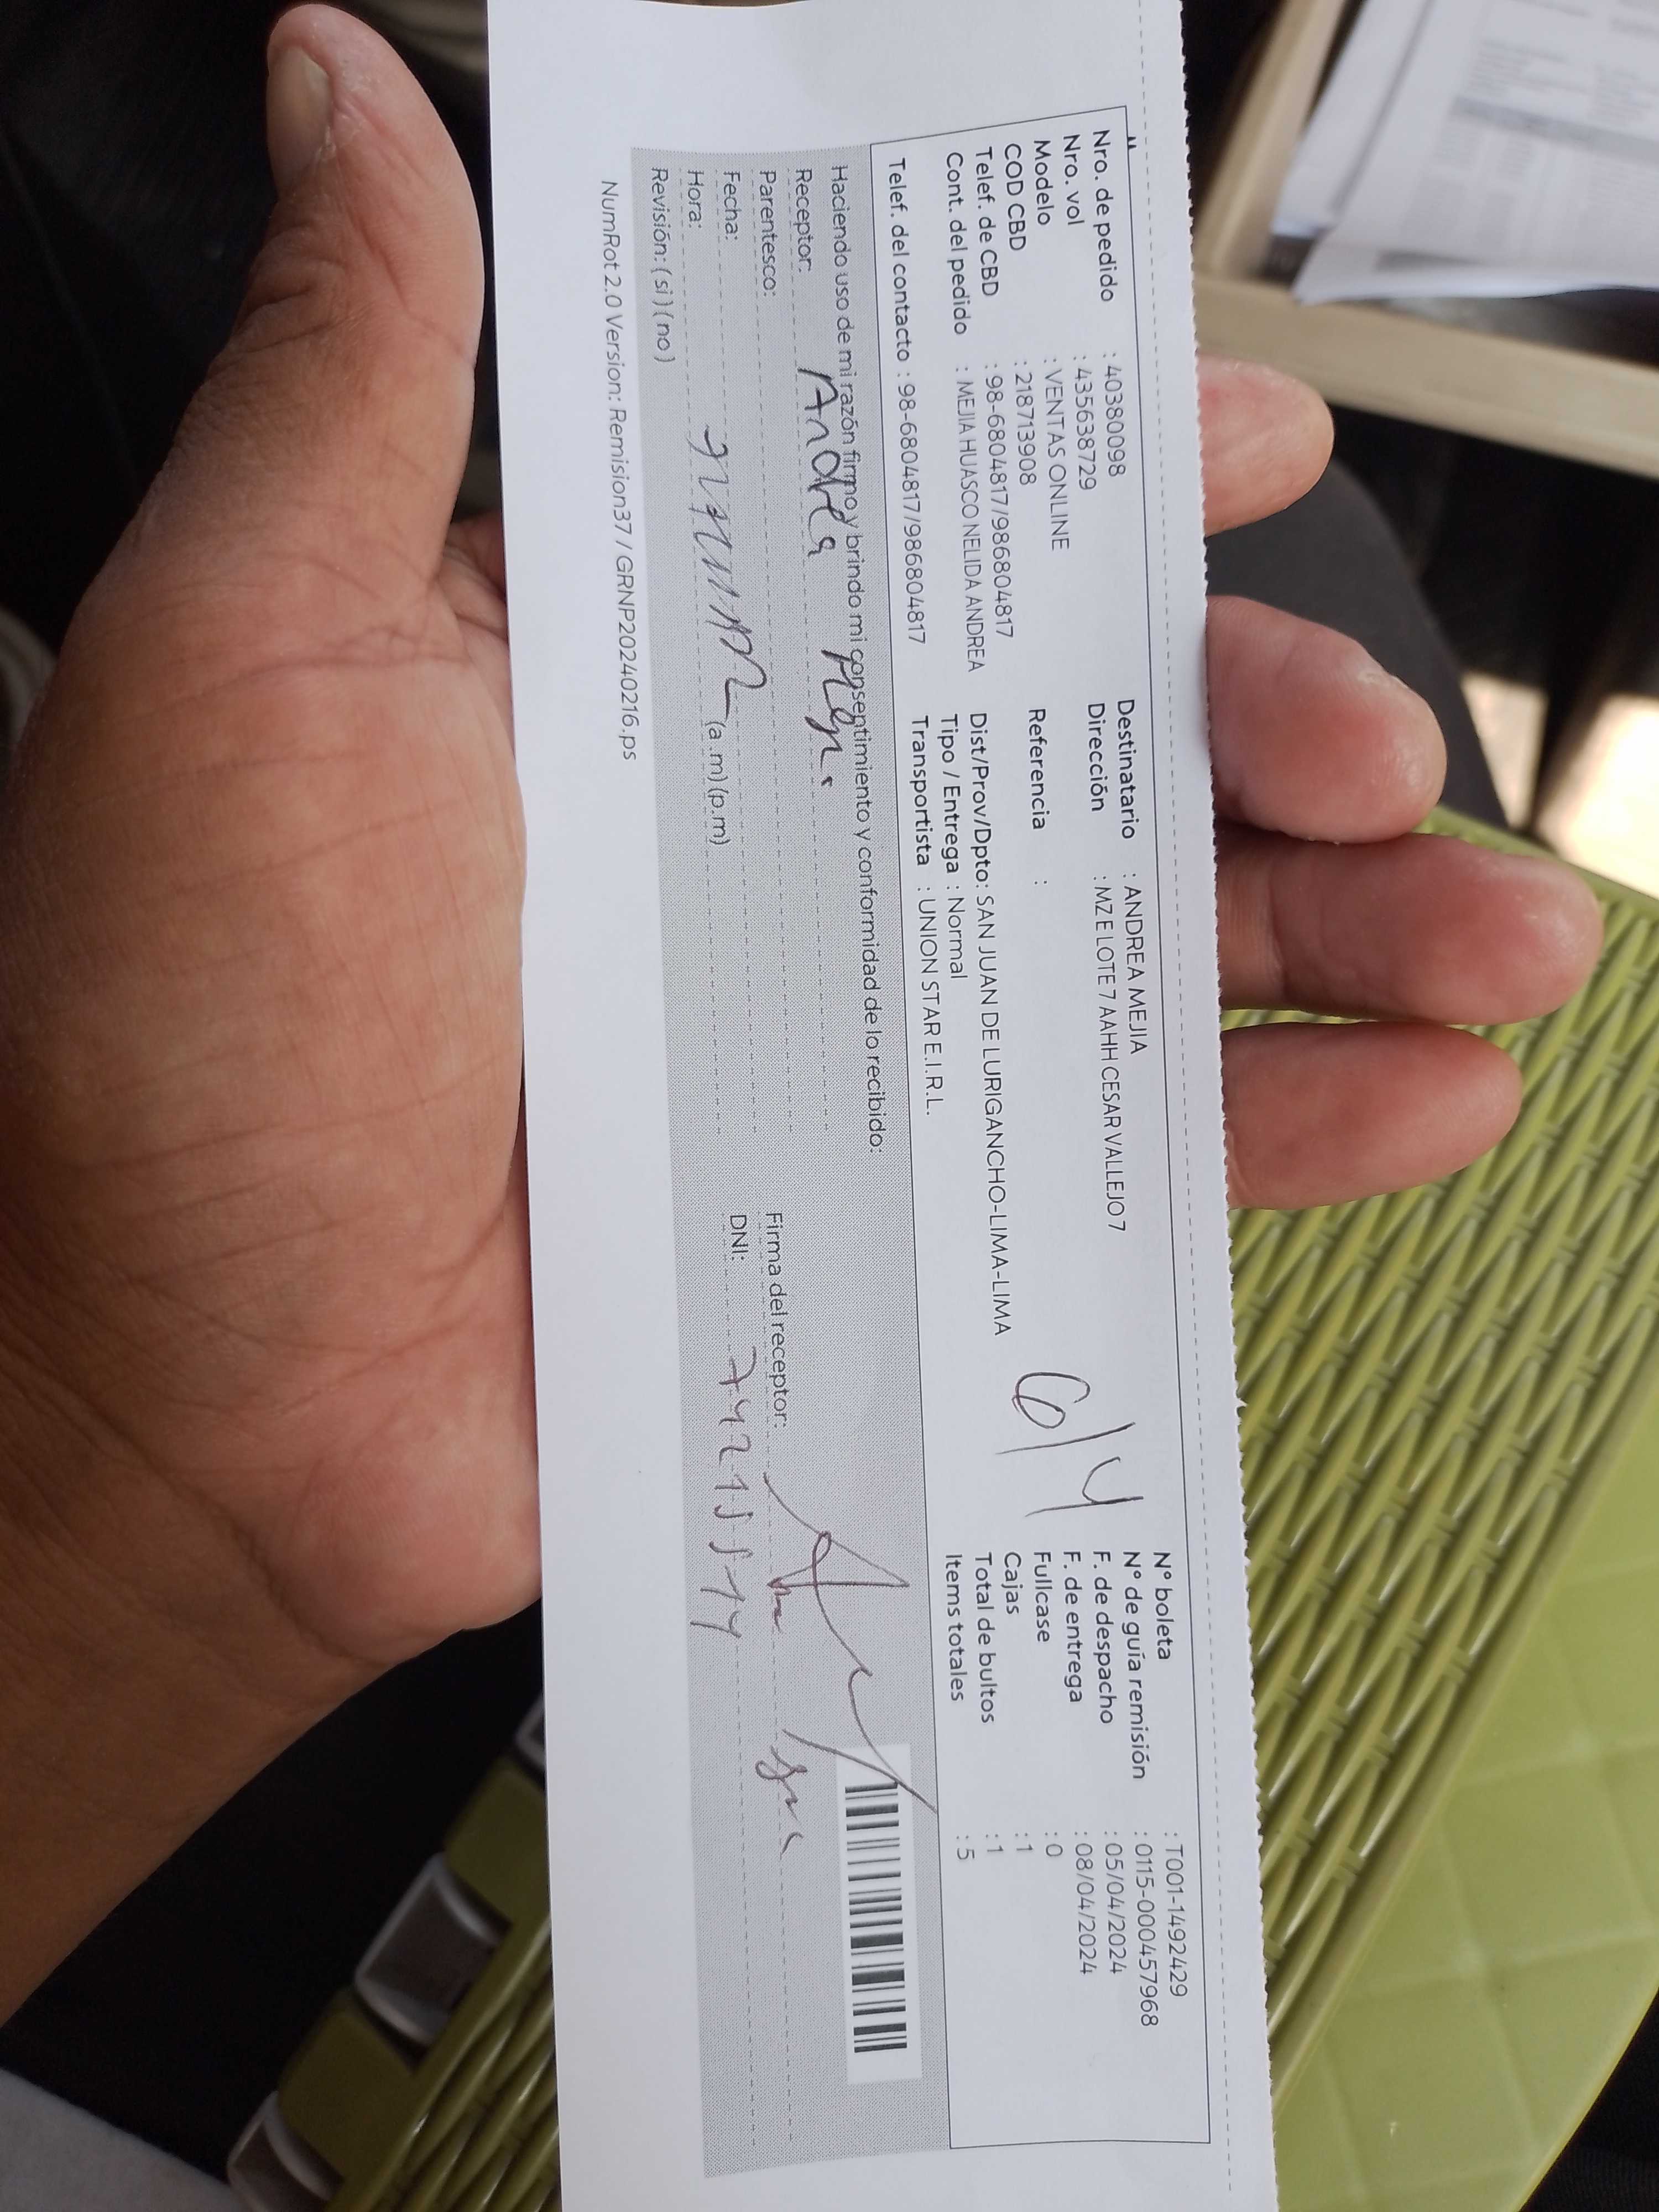 Nro. de pedido : 40380098
Nro. vol : 435638729
Modelo : VENTAS ONLINE
COD CBD : 218713908
Telef. de CBD : 98-6804817/986804817
Cont. del pedido : MEJIA HUASCO NELIDA ANDREA
Telef. del contacto : 98-6804817/986804817
Destinatario : ANDREA MEJIA
Dirección : MZ E LOTE 7 AAHH CESAR VALLEJO7
Referencia :
Dist/Prov/Dpto: SAN JUAN DE LURIGANCHO-LIMA-LIMA
Tipo / Entrega : Normal
Transportista : UNION STAR E.I.R.L.
6/4
N° boleta : T001-1492429
N° de guía remisión : 0115-000457968
F. de despacho : 05/04/2024
F. de entrega : 08/04/2024
Fullcase : 0
Cajas : 1
Total de bultos : 1
Items totales : 5
Haciendo uso de mi razón firmo y brindo mi consentimiento y conformidad de lo recibido:
Receptor: Andrea
Parentesco:
Fecha:
Hora: (a.m) (p.m)
Revisión: ( si ) ( no )
Firma del receptor:
DNI:
NumRot 2.0 Version: Remision37 / GRNP20240216.ps